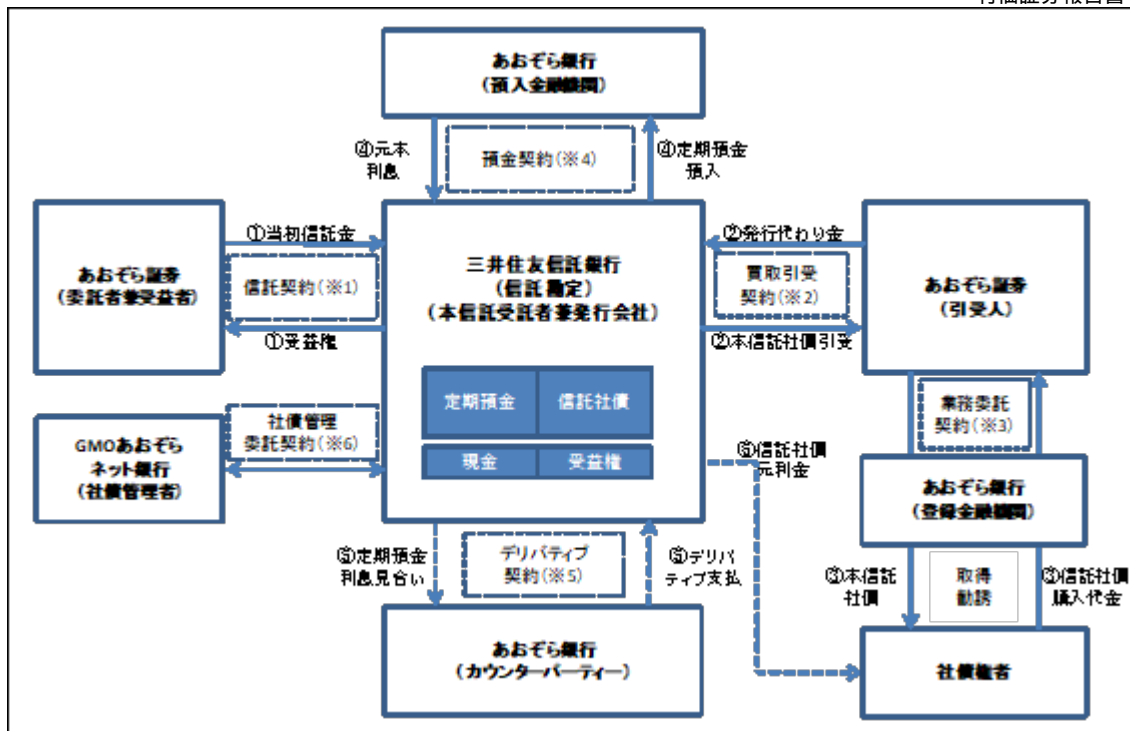 有価証券報告書
あおぞら銀行
（預入金融機関）
④元本
利息
預金契約（※4）
④定期預金
預入
①当初信託金
信託契約（※1）
①受益権
あおぞら証券
（委託者兼受益者）
三井住友信託銀行
（信託勘定）
（本信託受託者兼発行会社）
定期預金
信託社債
現金
受益権
②発行代わり金
買取引受
契約（※2）
②本信託社債引受
あおぞら証券
（引受人）
社債管理
委託契約（※6）
GMOあおぞら
ネット銀行
（社債管理者）
業務委託
契約（※3）
⑥信託社債
元利金
あおぞら銀行
（登録金融機関）
⑤定期預金
利息見合い
デリバティブ
契約（※5）
⑤デリバ
ティブ支払
③本信託
社債
取得
勧誘
③信託社債
購入代金
あおぞら銀行
（カウンターパーティー）
社債権者